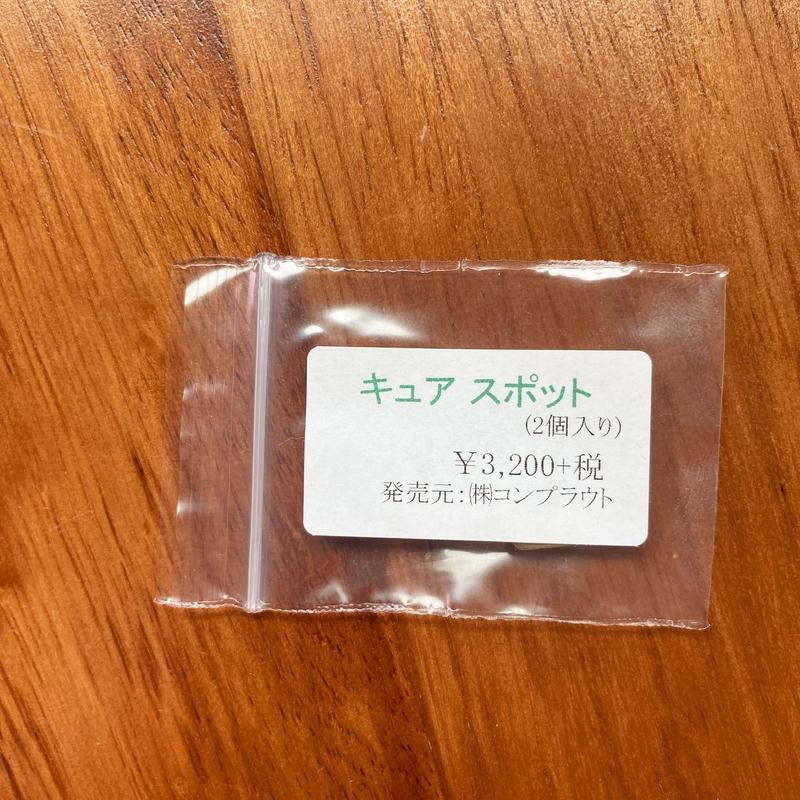 キュア スポット
(2個入り)
￥3,200+税
発売元:㈱コンプラウト